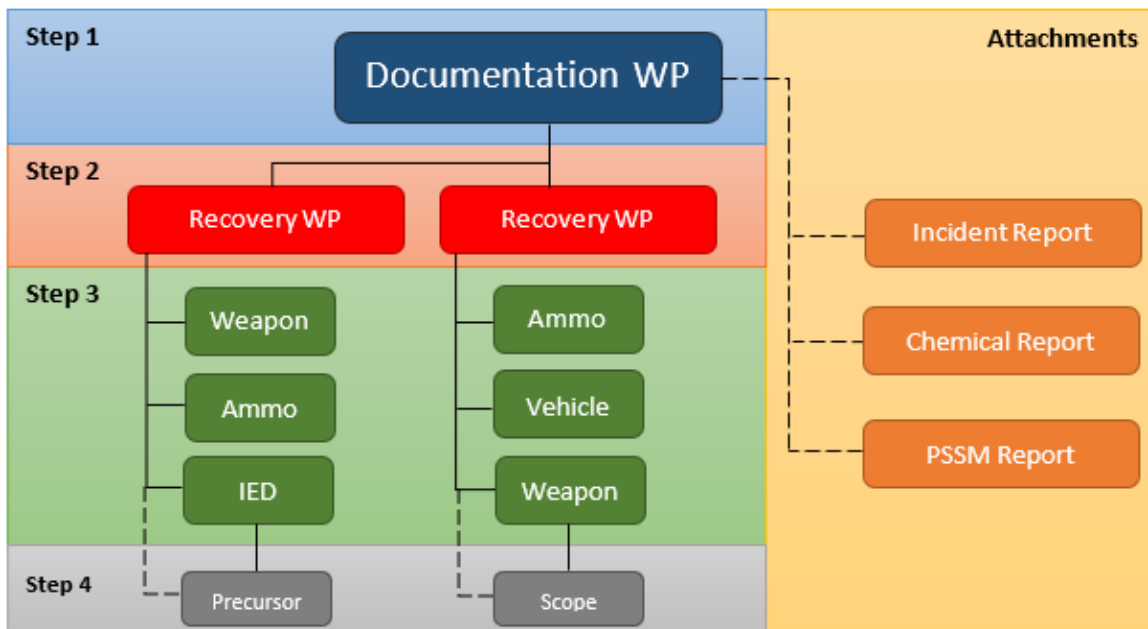 Step 1
Documentation WP
Attachments
Step 2
Recovery WP
Recovery WP
Incident Report
Step 3
Weapon
Ammo
Chemical Report
Ammo
Vehicle
PSSM Report
IED
Weapon
Step 4
Precursor
Scope